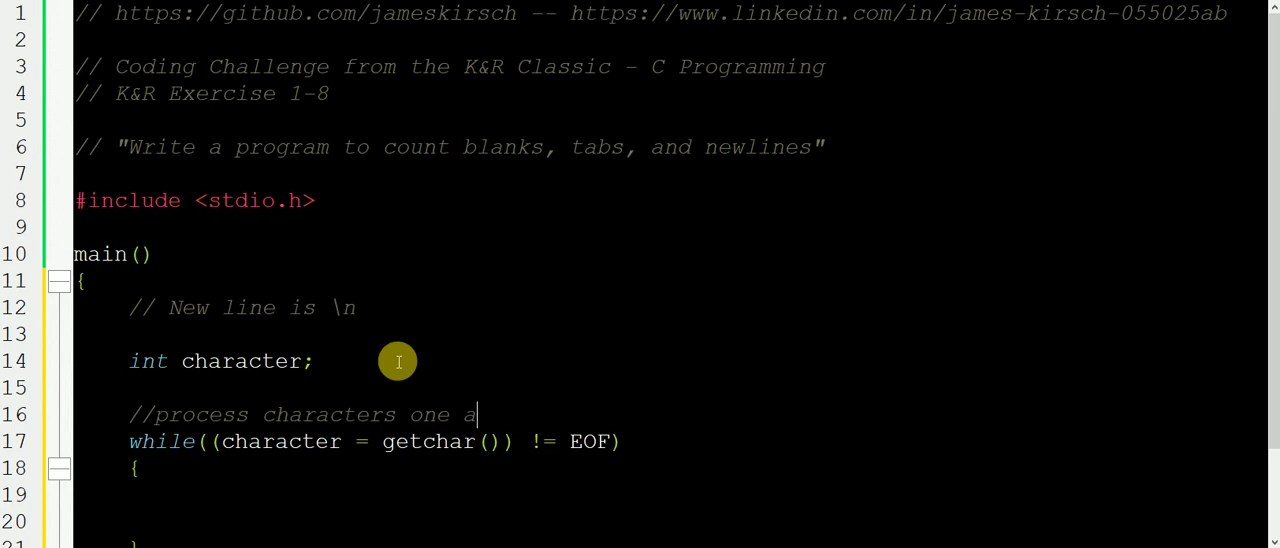 1 // https://github.com/jameskirsch -- https://www.linkedin.com/in/james-kirsch-055025ab
2
3 // Coding Challenge from the K&R Classic - C Programming
4 // K&R Exercise 1-8
5
6 // "Write a program to count blanks, tabs, and newlines"
7
8 #include <stdio.h>
9
10 main()
11 {
12 // New line is \n
13
14 int character;
15
16 //process characters one a
17 while((character = getchar()) != EOF)
18 {
19
20
21 }